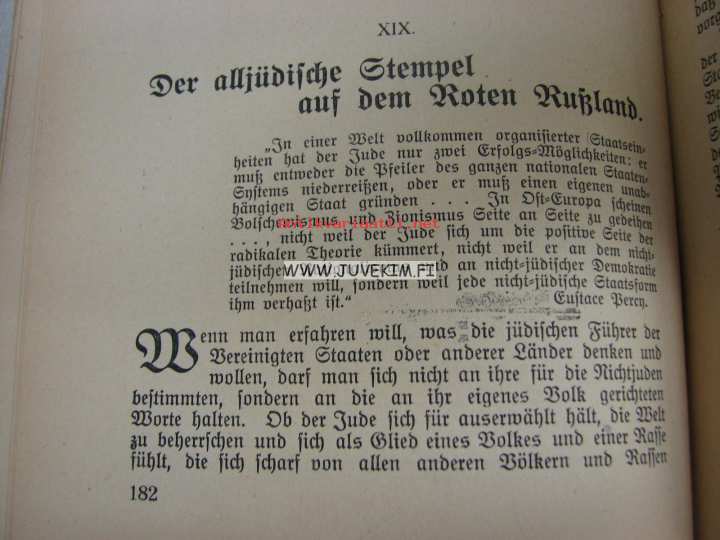 XIX.
Der alljüdische Stempel
auf dem Roten Rußland.
„In einer Welt vollkommen organisierter Staatsein-
heiten hat der Jude nur zwei Erfolgs-Möglichkeiten: er
muß entweder die Pfeiler des ganzen nationalen Staaten-
Systems niederreißen, oder er muß einen eigenen unab-
hängigen Staat gründen . . . . In Ost-Europa scheinen
Bolschewismus und Zionismus Seite an Seite zu gedeihen
. . . ., nicht weil der Jude sich um die positive Seite der
radikalen Theorie kümmert, nicht weil er an dem nicht-
jüdischen und an nicht-jüdischer Demokratie
WWW.JUVEKIM.FI
teilnehmen will, sondern weil jede nicht-jüdische Staatsform
ihm verhaßt ist.“ Eustace Percy.
Wenn man erfahren will, was die jüdischen Führer der
Vereinigten Staaten oder anderer Länder denken und
wollen, darf man sich nicht an ihre für die Nichtjuden
bestimmten, sondern an die an ihr eigenes Volk gerichteten
Worte halten. Ob der Jude sich für auserwählt hält, die Welt
zu beherrschen und sich als Glied eines Volkes und einer Rasse
fühlt, die sich scharf von allen anderen Völkern und Rassen
182